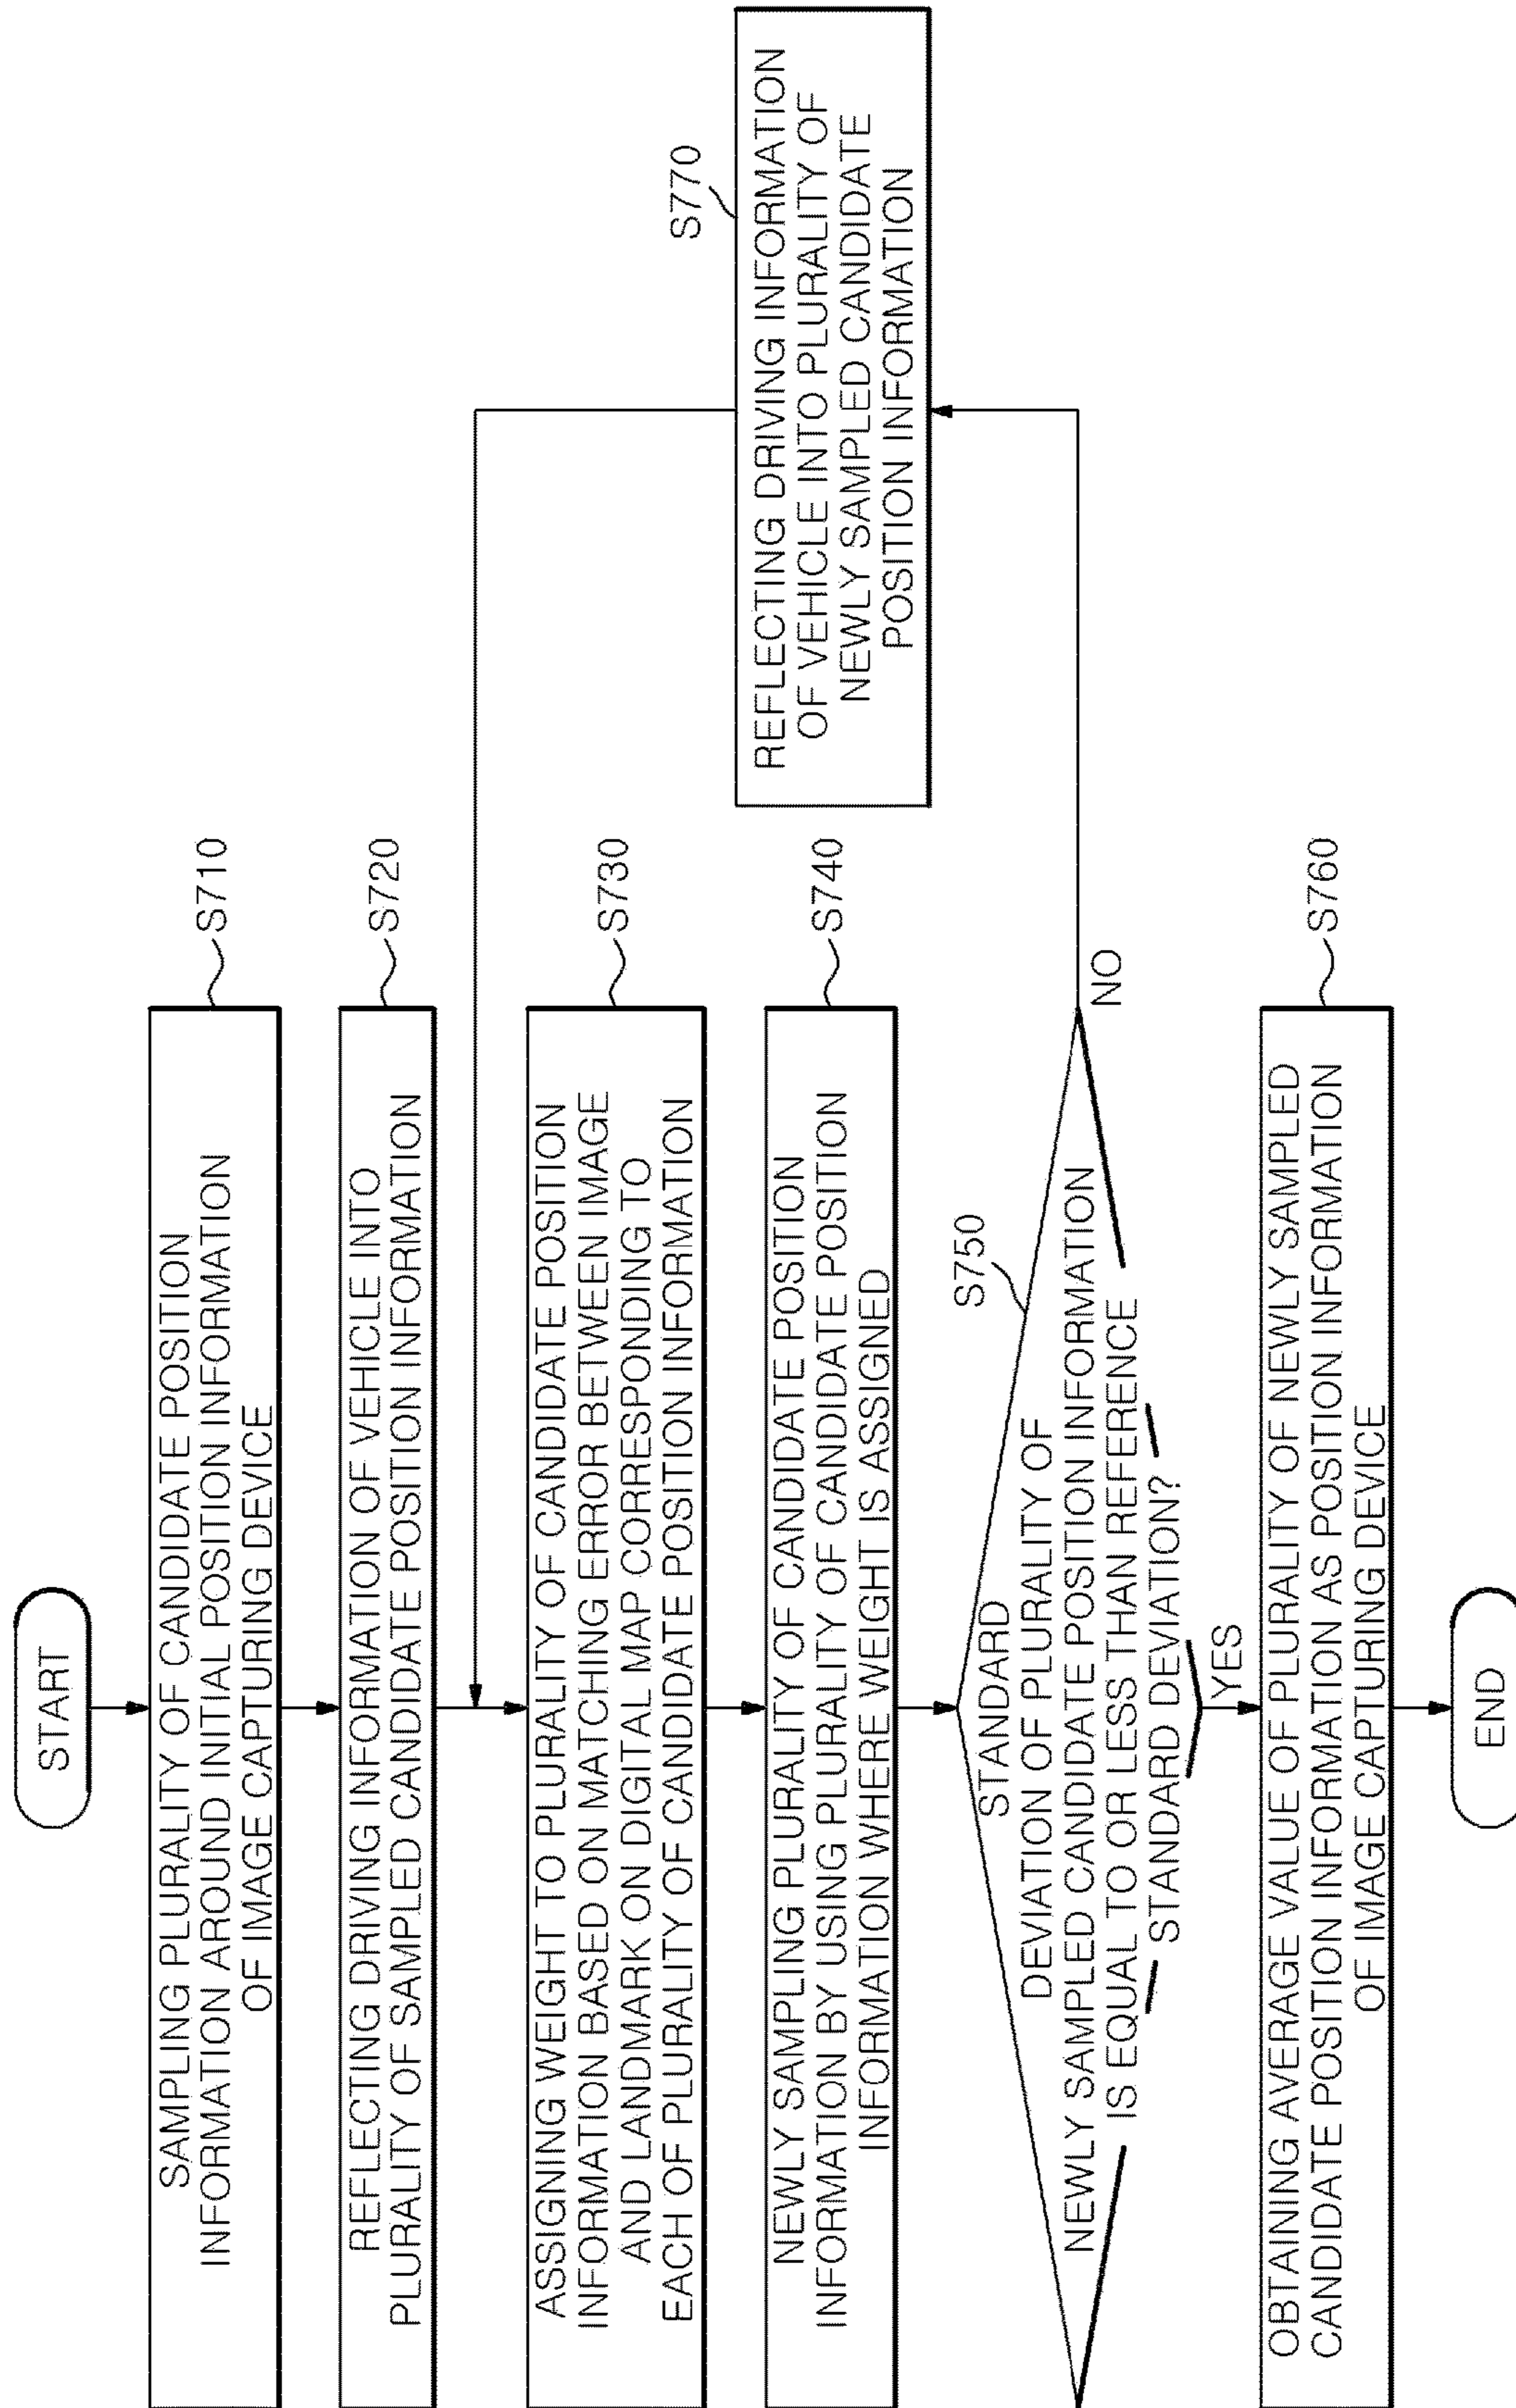 START
SAMPLING PLURALITY OF CANDIDATE POSITION
INFORMATION AROUND INITIAL POSITION INFORMATION
OF IMAGE CAPTURING DEVICE
S710
REFLECTING DRIVING INFORMATION OF VEHICLE INTO
PLURALITY OF SAMPLED CANDIDATE POSITION INFORMATION
S720
ASSIGNING WEIGHT TO PLURALITY OF CANDIDATE POSITION
INFORMATION BASED ON MATCHING ERROR BETWEEN IMAGE
AND LANDMARK ON DIGITAL MAP CORRESPONDING TO
EACH OF PLURALITY OF CANDIDATE POSITION INFORMATION
S730
NEWLY SAMPLING PLURALITY OF CANDIDATE POSITION
INFORMATION BY USING PLURALITY OF CANDIDATE POSITION
INFORMATION WHERE WEIGHT IS ASSIGNED
S740
STANDARD
DEVIATION OF PLURALITY OF
NEWLY SAMPLED CANDIDATE POSITION INFORMATION
IS EQUAL TO OR LESS THAN REFERENCE
STANDARD DEVIATION?
S750
NO
YES
REFLECTING DRIVING INFORMATION
OF VEHICLE INTO PLURALITY OF
NEWLY SAMPLED CANDIDATE
POSITION INFORMATION
S770
OBTAINING AVERAGE VALUE OF PLURALITY OF NEWLY SAMPLED
CANDIDATE POSITION INFORMATION AS POSITION INFORMATION
OF IMAGE CAPTURING DEVICE
S760
END